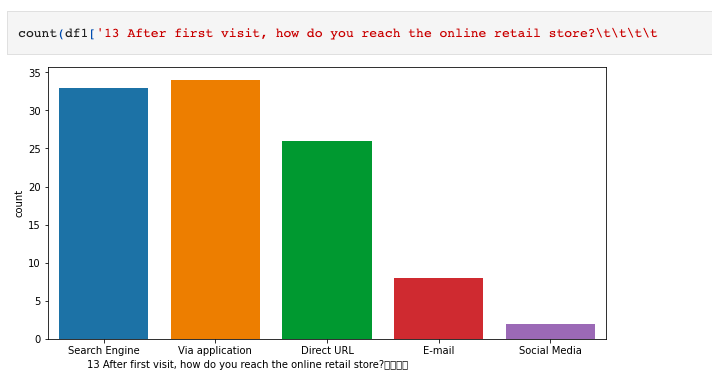 count(df1['13 After first visit, how do you reach the online retail store?\t\t\t\t
35
30
25
20
15
10
5
0
count
Search Engine Via application Direct URL E-mail Social Media
13 After first visit, how do you reach the online retail store?▯▯▯▯